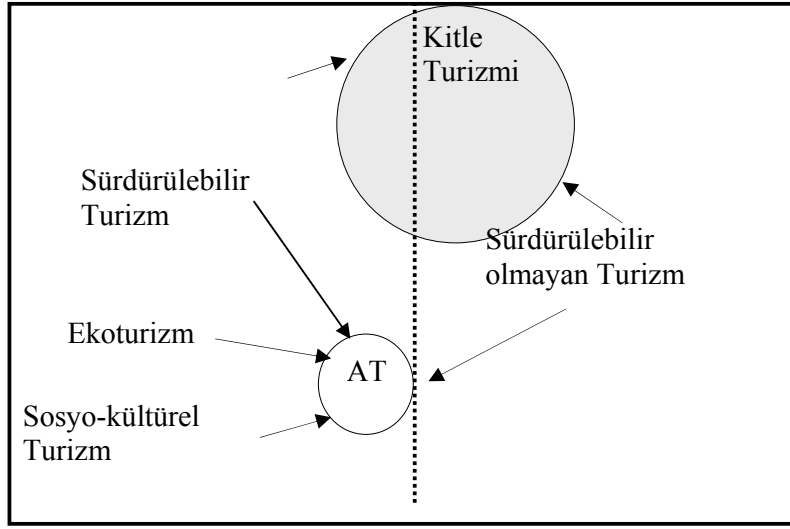 Kitle
Turizmi
Sürdürülebilir
Turizm
Sürdürülebilir
olmayan Turizm
Ekoturizm
AT
Sosyo-kültürel
Turizm